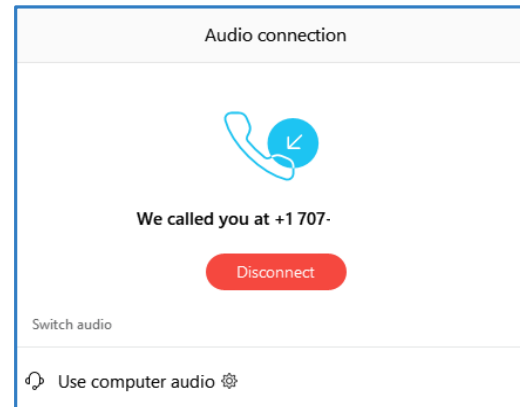 Audio connection
We called you at +1 707-
Disconnect
Switch audio
Use computer audio